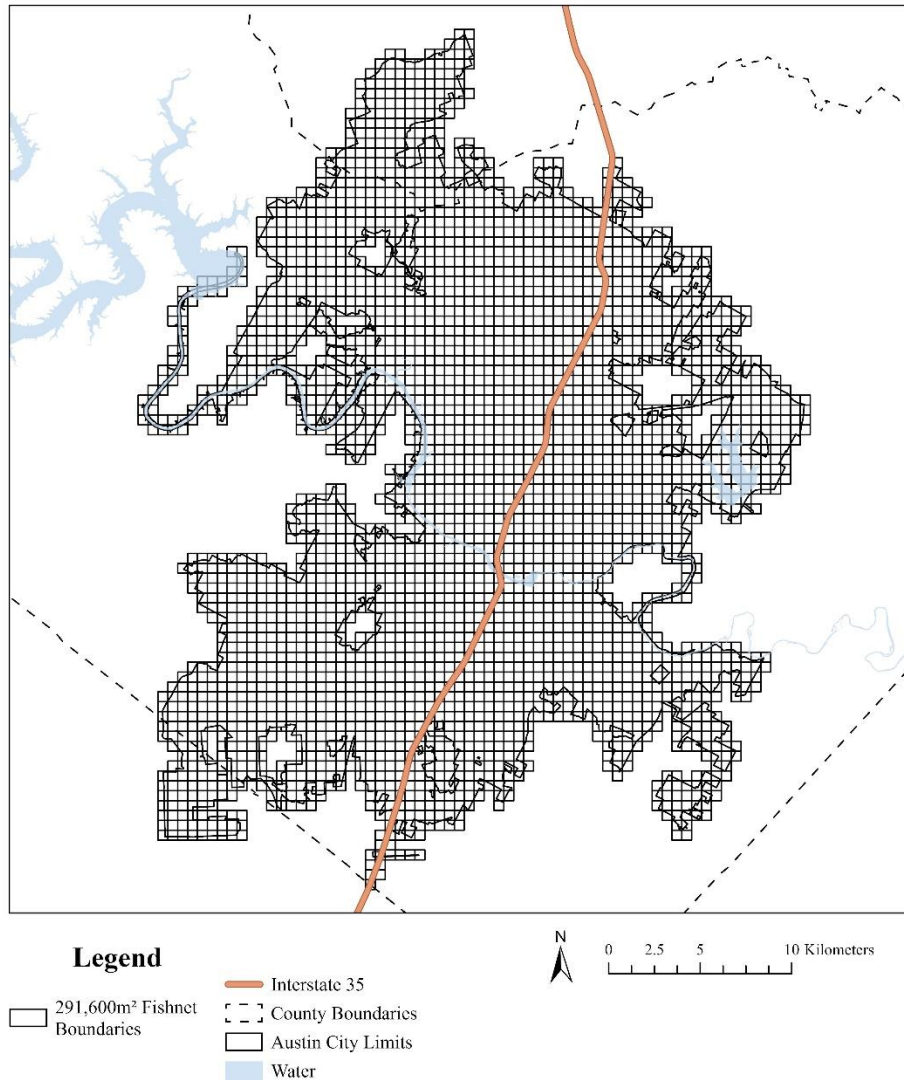 Legend
291,600m² Fishnet
Boundaries
Interstate 35
County Boundaries
Austin City Limits
Water
N
0 2.5 5 10 Kilometers